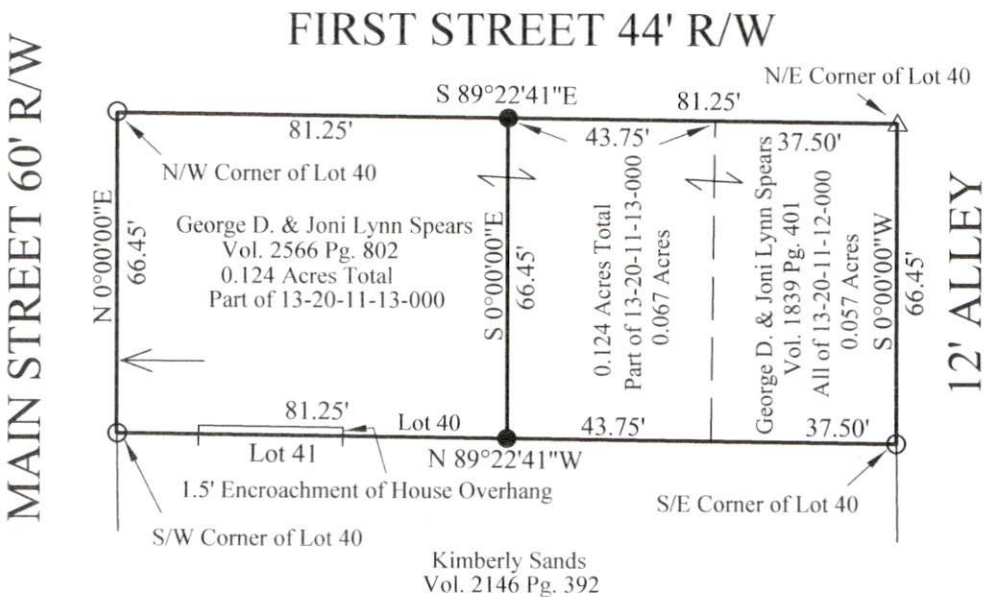 FIRST STREET 44' R/W
MAIN STREET 60' R/W
N/E Corner of Lot 40
S 89°22'41"E
81.25'
81.25'
43.75'
37.50'
N/W Corner of Lot 40
N 0°00'00"E
66.45'
George D. & Joni Lynn Spears
Vol. 2566 Pg. 802
0.124 Acres Total
Part of 13-20-11-13-000
S 0°00'00"E
66.45'
0.124 Acres Total
Part of 13-20-11-13-000
0.067 Acres
George D. & Joni Lynn Spears
Vol. 1839 Pg. 401
All of 13-20-11-12-000
0.057 Acres
S 0°00'00"W
66.45'
12' ALLEY
81.25'
Lot 40
43.75'
37.50'
Lot 41
N 89°22'41"W
1.5' Encroachment of House Overhang
S/E Corner of Lot 40
S/W Corner of Lot 40
Kimberly Sands
Vol. 2146 Pg. 392